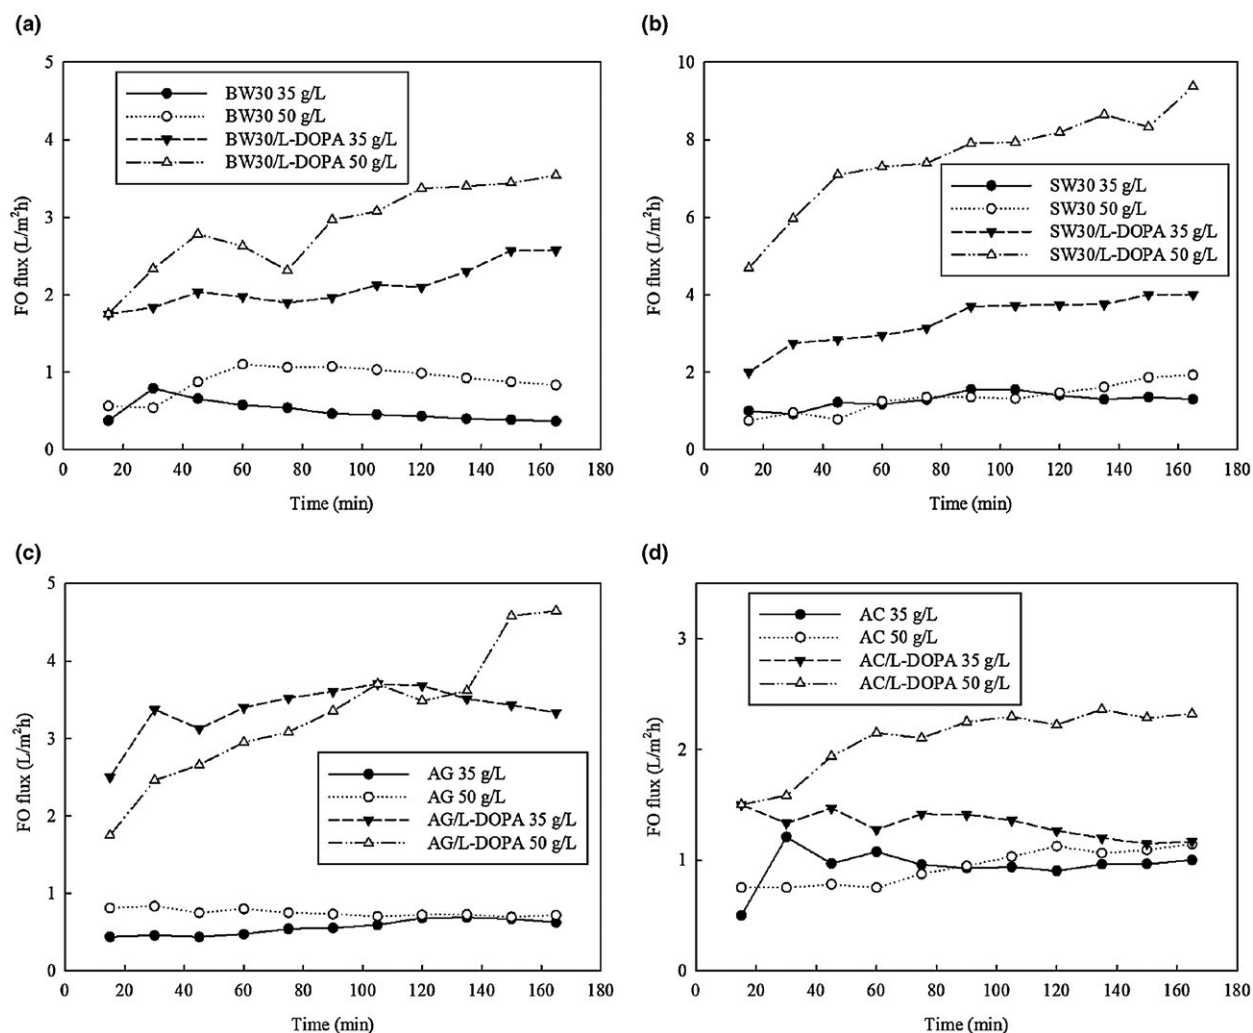 (a)
5
4
3
2
1
0
FO flux (L/m²h)
BW30 35 g/L
BW30 50 g/L
BW30/L-DOPA 35 g/L
BW30/L-DOPA 50 g/L
0 20 40 60 80 100 120 140 160 180
Time (min)
(b)
10
8
6
4
2
0
FO flux (L/m²h)
SW30 35 g/L
SW30 50 g/L
SW30/L-DOPA 35 g/L
SW30/L-DOPA 50 g/L
0 20 40 60 80 100 120 140 160 180
Time (min)
(c)
5
4
3
2
1
0
FO flux (L/m²h)
AG 35 g/L
AG 50 g/L
AG/L-DOPA 35 g/L
AG/L-DOPA 50 g/L
0 20 40 60 80 100 120 140 160 180
Time (min)
(d)
3
2
1
0
FO flux (L/m²h)
AC 35 g/L
AC 50 g/L
AC/L-DOPA 35 g/L
AC/L-DOPA 50 g/L
0 20 40 60 80 100 120 140 160 180
Time (min)